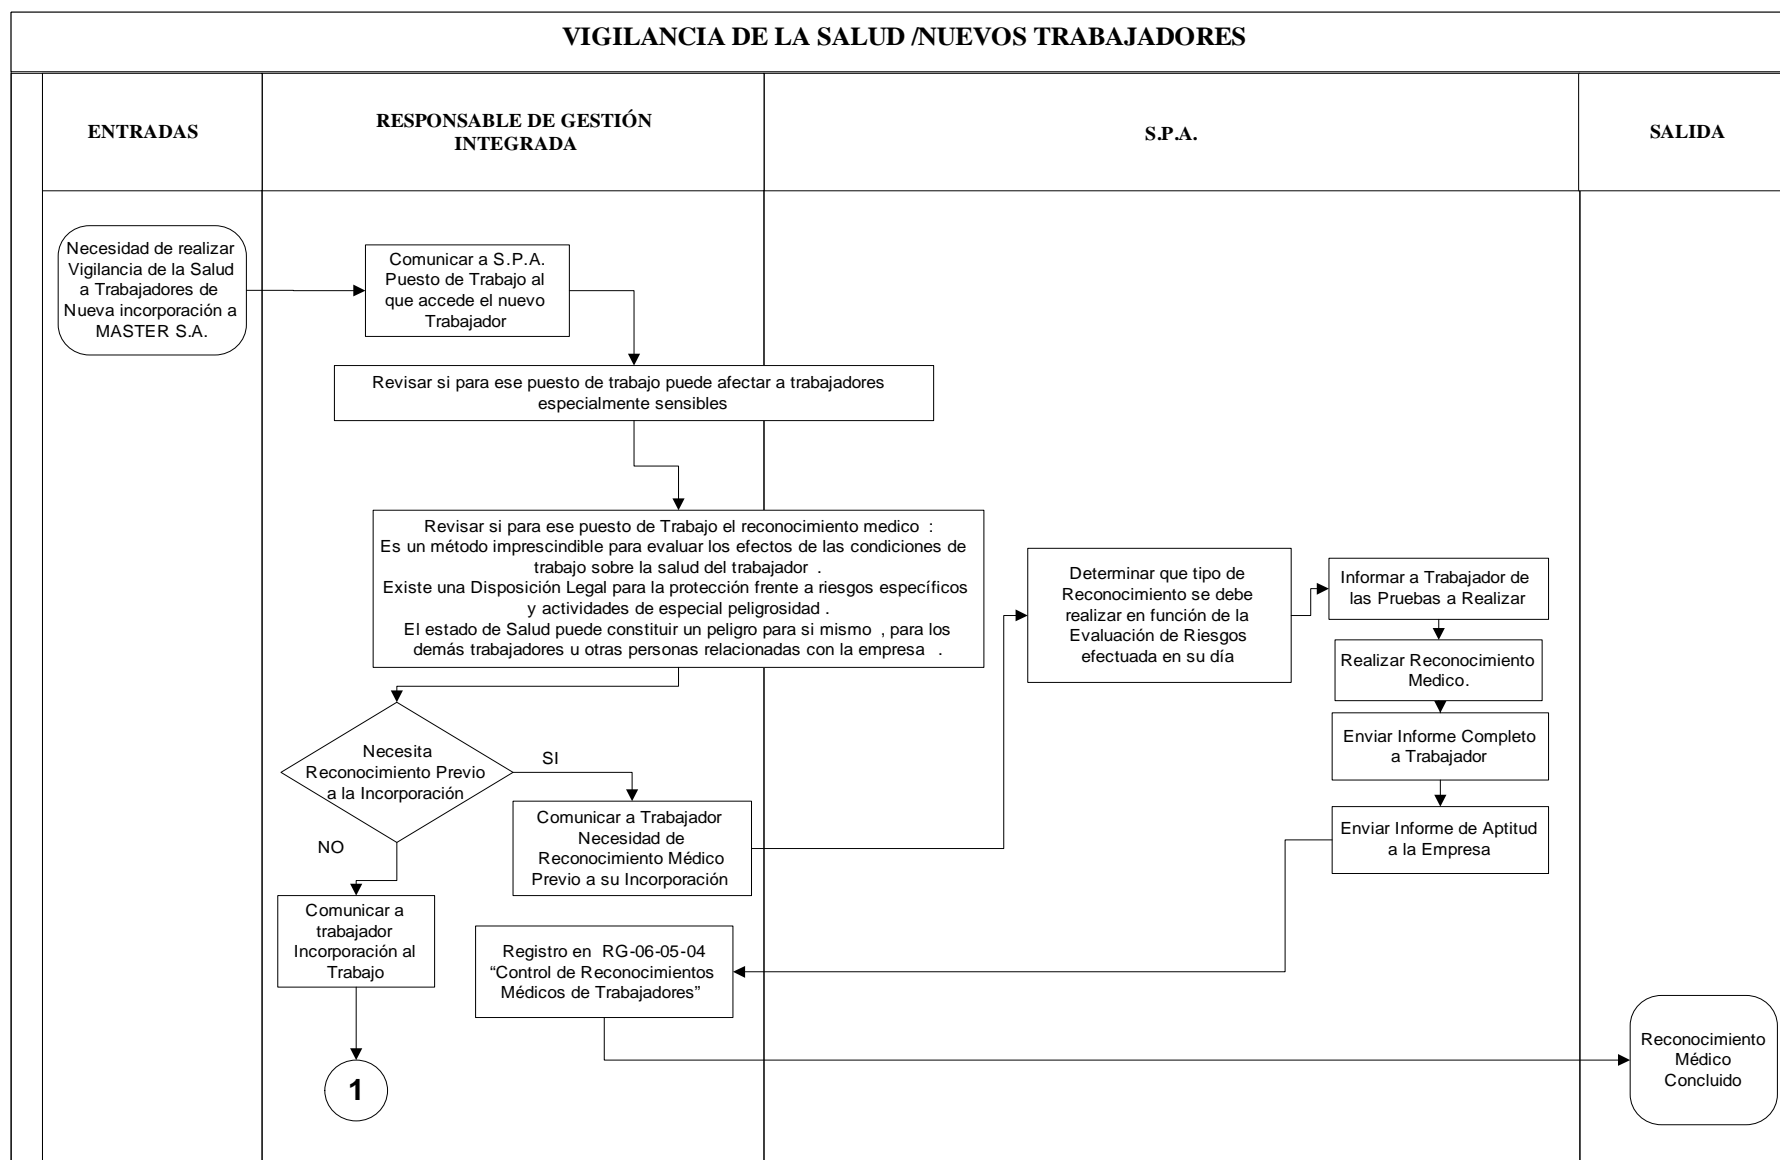 VIGILANCIA DE LA SALUD /NUEVOS TRABAJADORES
ENTRADAS
RESPONSABLE DE GESTIÓN
INTEGRADA
S.P.A.
SALIDA
Necesidad de realizar
Vigilancia de la Salud
a Trabajadores de
Nueva incorporación a
MASTER S.A.
Comunicar a S.P.A.
Puesto de Trabajo al
que accede el nuevo
Trabajador
Revisar si para ese puesto de trabajo puede afectar a trabajadores
especialmente sensibles
Revisar si para ese puesto de Trabajo el reconocimiento medico :
Es un método imprescindible para evaluar los efectos de las condiciones de
trabajo sobre la salud del trabajador .
Existe una Disposición Legal para la protección frente a riesgos específicos
y actividades de especial peligrosidad .
El estado de Salud puede constituir un peligro para si mismo , para los
demás trabajadores u otras personas relacionadas con la empresa .
Necesita
Reconocimiento Previo
a la Incorporación
SI
NO
Comunicar a
trabajador
Incorporación al
Trabajo
1
Comunicar a Trabajador
Necesidad de
Reconocimiento Médico
Previo a su Incorporación
Determinar que tipo de
Reconocimiento se debe
realizar en función de la
Evaluación de Riesgos
efectuada en su día
Informar a Trabajador de
las Pruebas a Realizar
Realizar Reconocimiento
Medico.
Enviar Informe Completo
a Trabajador
Enviar Informe de Aptitud
a la Empresa
Registro en RG-06-05-04
“Control de Reconocimientos
Médicos de Trabajadores”
Reconocimiento
Médico
Concluido